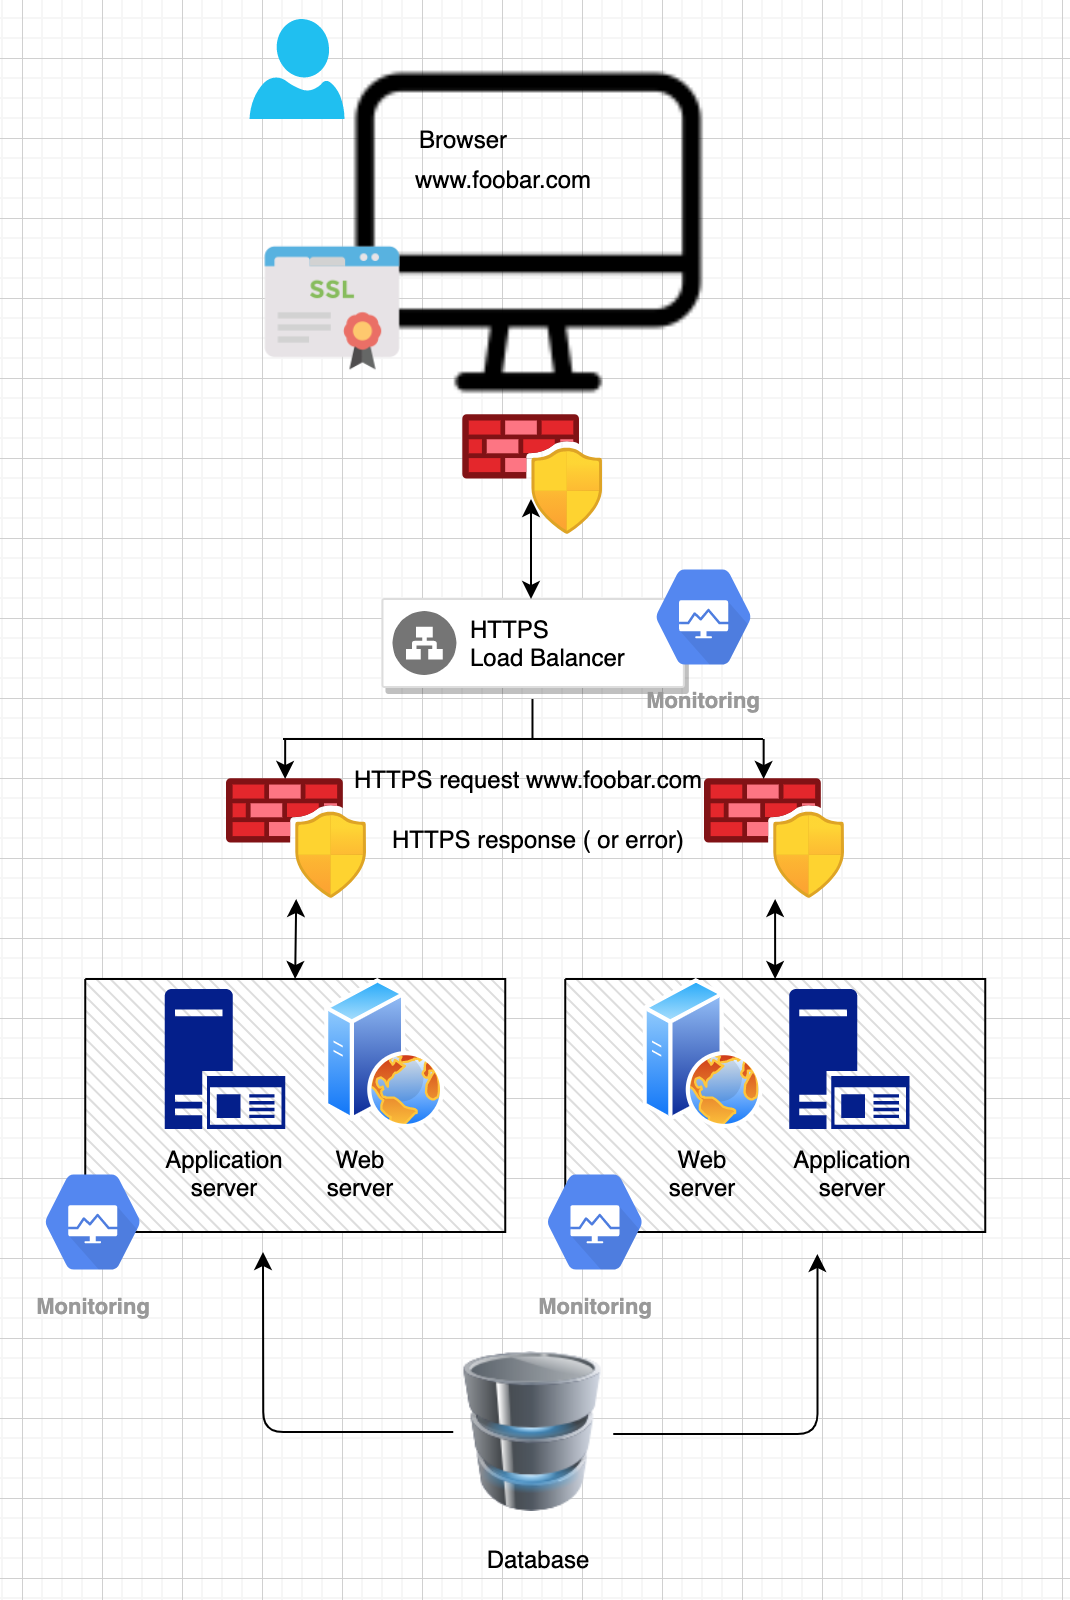 Browser
www.foobar.com
SSL
HTTPS
Load Balancer
Monitoring
HTTPS request www.foobar.com
HTTPS response ( or error)
Application
server
Web
server
Web
server
Application
server
Monitoring
Monitoring
Database